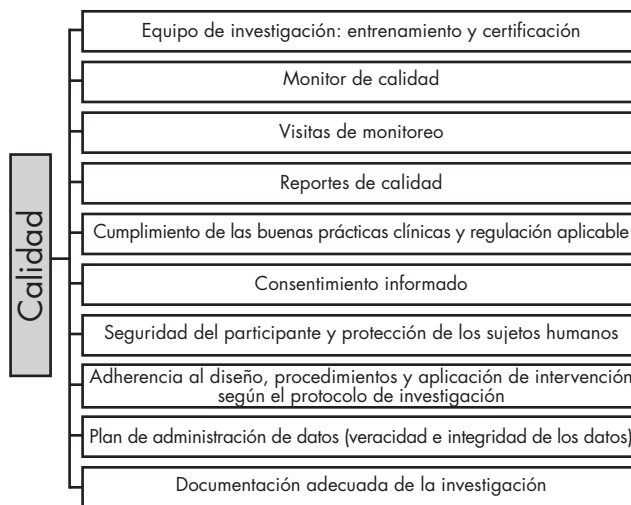 Calidad
Equipo de investigación: entrenamiento y certificación
Monitor de calidad
Visitas de monitoreo
Reportes de calidad
Cumplimiento de las buenas prácticas clínicas y regulación aplicable
Consentimiento informado
Seguridad del participante y protección de los sujetos humanos
Adherencia al diseño, procedimientos y aplicación de intervención
según el protocolo de investigación
Plan de administración de datos (veracidad e integridad de los datos)
Documentación adecuada de la investigación